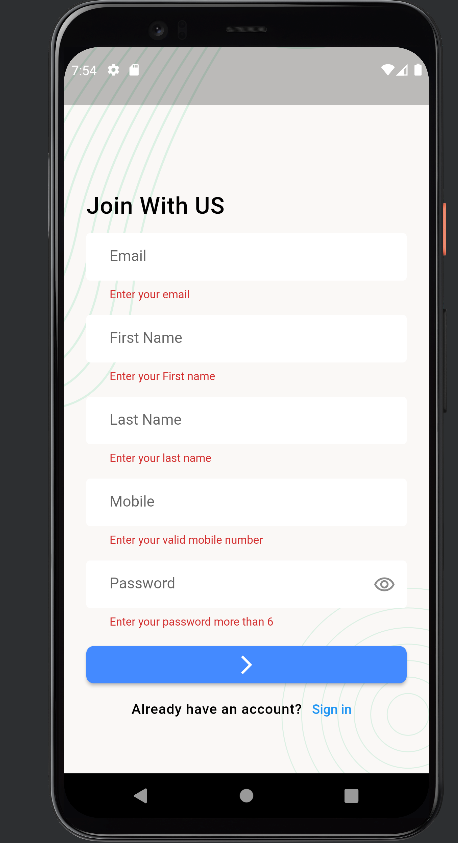 7:54
Join With US
Email
Enter your email
First Name
Enter your First name
Last Name
Enter your last name
Mobile
Enter your valid mobile number
Password
Enter your password more than 6
Already have an account? Sign in